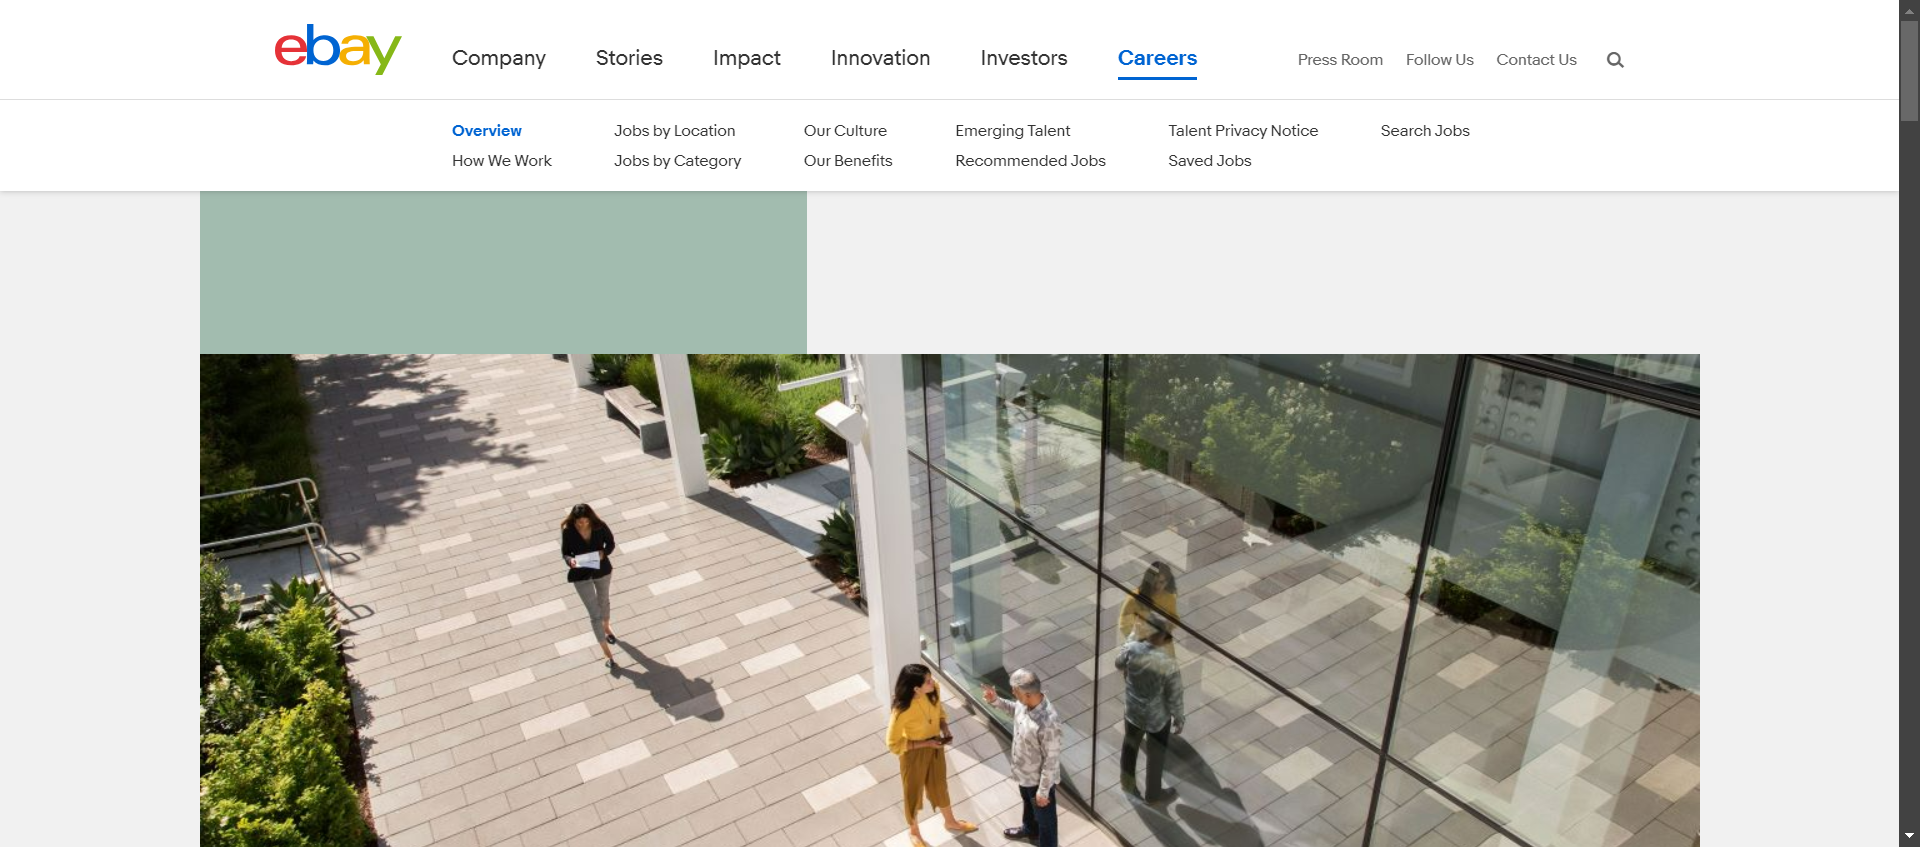 ebay Company Stories Impact Innovation Investors Careers Press Room Follow Us Contact Us
Overview Jobs by Location Our Culture Emerging Talent Talent Privacy Notice Search Jobs
How We Work Jobs by Category Our Benefits Recommended Jobs Saved Jobs